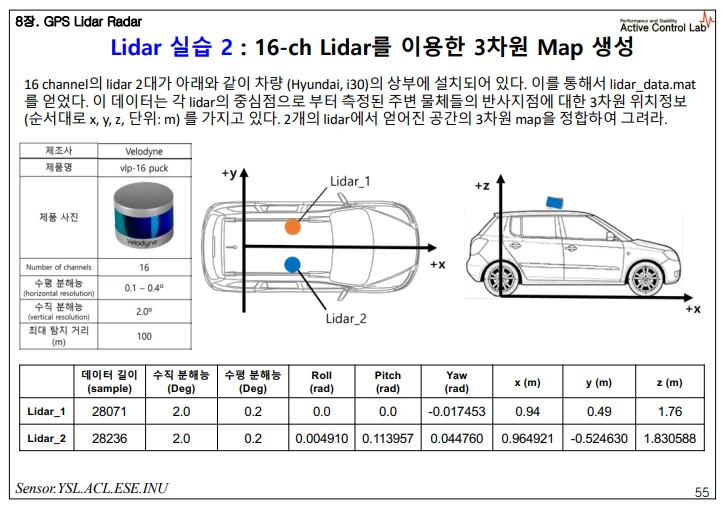 8장. GPS Lidar Radar
Performance and Stability
Active Control Lab
Lidar 실습 2 : 16-ch Lidar를 이용한 3차원 Map 생성
16 channel의 lidar 2대가 아래와 같이 차량 (Hyundai, i30)의 상부에 설치되어 있다. 이를 통해서 lidar_data.mat
를 얻었다. 이 데이터는 각 lidar의 중심점으로 부터 측정된 주변 물체들의 반사지점에 대한 3차원 위치정보
(순서대로 x, y, z, 단위: m) 를 가지고 있다. 2개의 lidar에서 얻어진 공간의 3차원 map을 정합하여 그려라.
제조사 Velodyne
제품명 vlp-16 puck
제품 사진
Velodyne
Number of channels 16
수평 분해능
(horizontal resolution)
0.1 – 0.4º
수직 분해능
(vertical resolution)
2.0º
최대 탐지 거리
(m)
100
+y
Lidar_1
+x
Lidar_2
+z
+x
데이터 길이
(sample)
수직 분해능
(Deg)
수평 분해능
(Deg)
Roll
(rad)
Pitch
(rad)
Yaw
(rad)
x (m)
y (m)
z (m)
Lidar_1 28071 2.0 0.2 0.0 0.0 -0.017453 0.94 0.49 1.76
Lidar_2 28236 2.0 0.2 0.004910 0.113957 0.044760 0.964921 -0.524630 1.830588
Sensor.YSL.ACL.ESE.INU
55